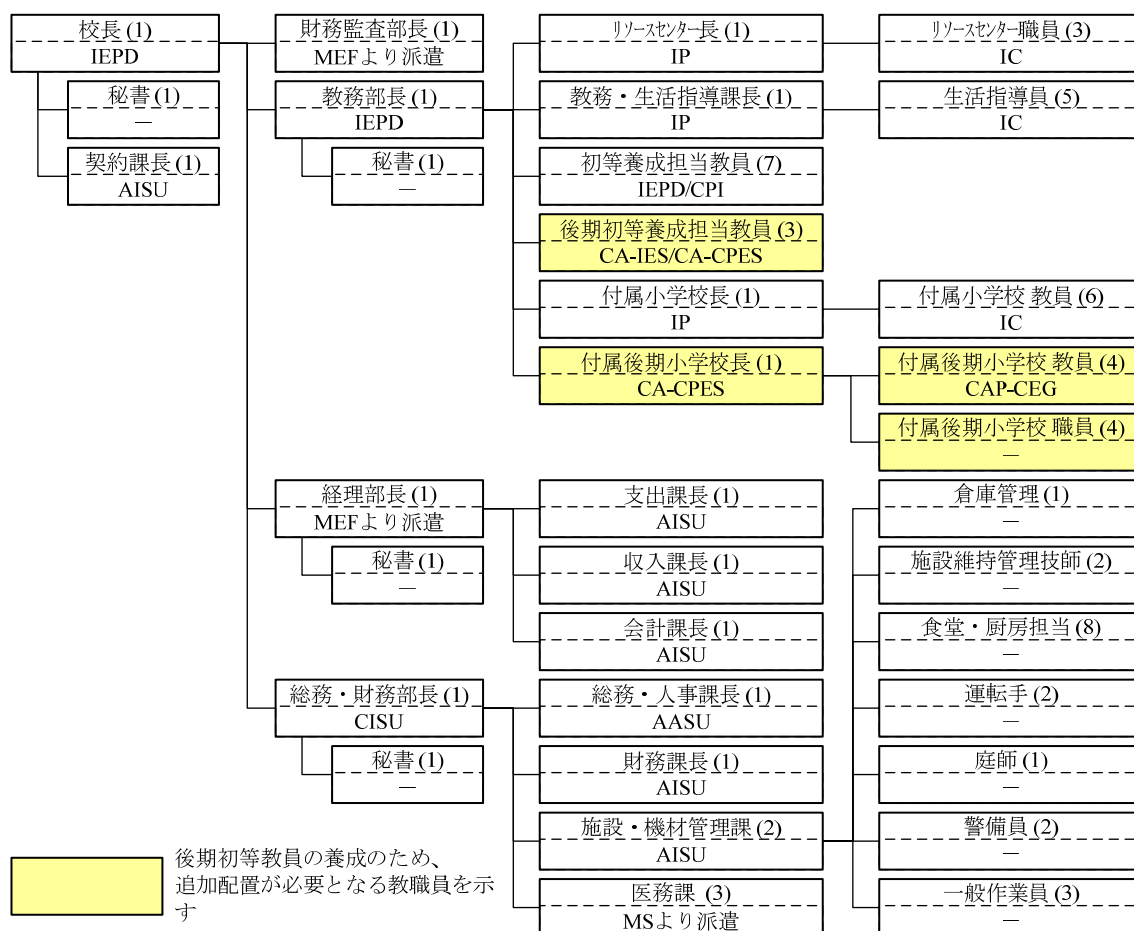 校長 (1)
IEPD
秘書 (1)
―
契約課長 (1)
AISU
財務監査部長 (1)
MEFより派遣
教務部長 (1)
IEPD
秘書 (1)
―
リソースセンター長 (1)
IP
リソースセンター職員 (3)
IC
教務・生活指導課長 (1)
IP
生活指導員 (5)
IC
初等養成担当教員 (7)
IEPD/CPI
後期初等養成担当教員 (3)
CA-IES/CA-CPES
付属小学校長 (1)
IP
付属小学校 教員 (6)
IC
付属後期小学校長 (1)
CA-CPES
付属後期小学校 教員 (4)
CAP-CEG
付属後期小学校 職員 (4)
―
経理部長 (1)
MEFより派遣
秘書 (1)
―
支出課長 (1)
AISU
収入課長 (1)
AISU
会計課長 (1)
AISU
総務・財務部長 (1)
CISU
秘書 (1)
―
総務・人事課長 (1)
AASU
財務課長 (1)
AISU
施設・機材管理課 (2)
AISU
医務課 (3)
MSより派遣
倉庫管理 (1)
―
施設維持管理技師 (2)
―
食堂・厨房担当 (8)
―
運転手 (2)
―
庭師 (1)
―
警備員 (2)
―
一般作業員 (3)
―
後期初等教員の養成のため、
追加配置が必要となる教職員を示
す